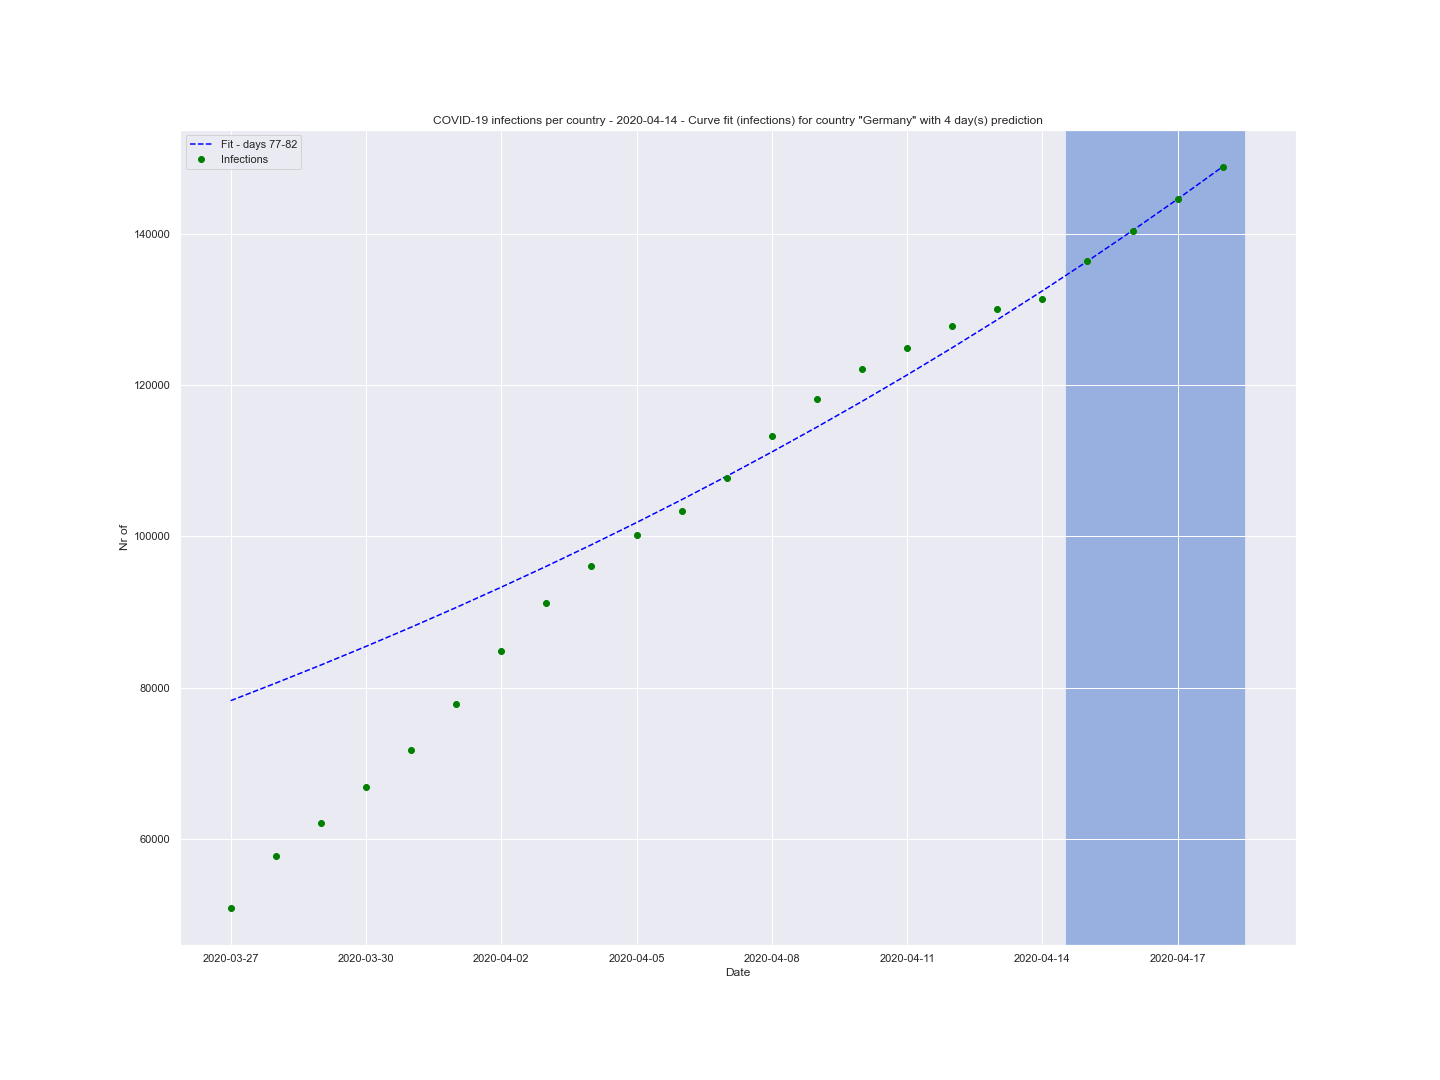 COVID-19 infections per country - 2020-04-14 - Curve fit (infections) for country "Germany" with 4 day(s) prediction
Fit - days 77-82
Infections
140000
120000
100000
80000
60000
Nr of
2020-03-27 2020-03-30 2020-04-02 2020-04-05 2020-04-08 2020-04-11 2020-04-14 2020-04-17
Date